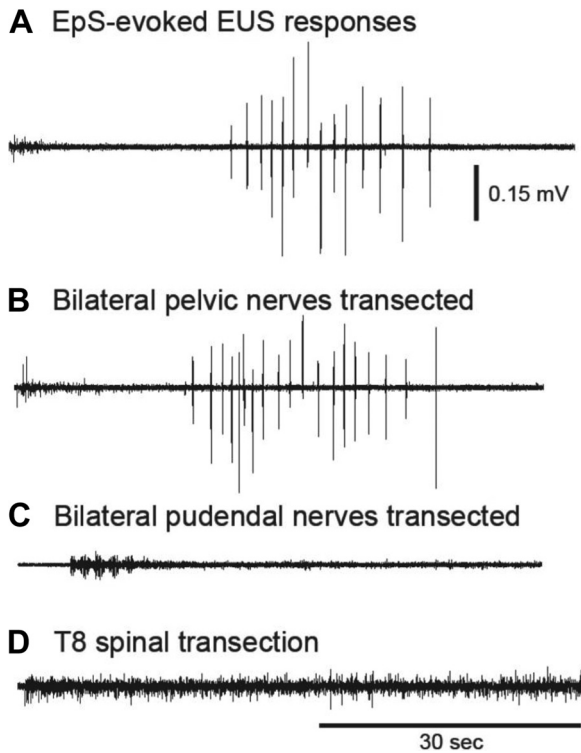 A EpS-evoked EUS responses
0.15 mV
B Bilateral pelvic nerves transected
C Bilateral pudendal nerves transected
D T8 spinal transection
30 sec